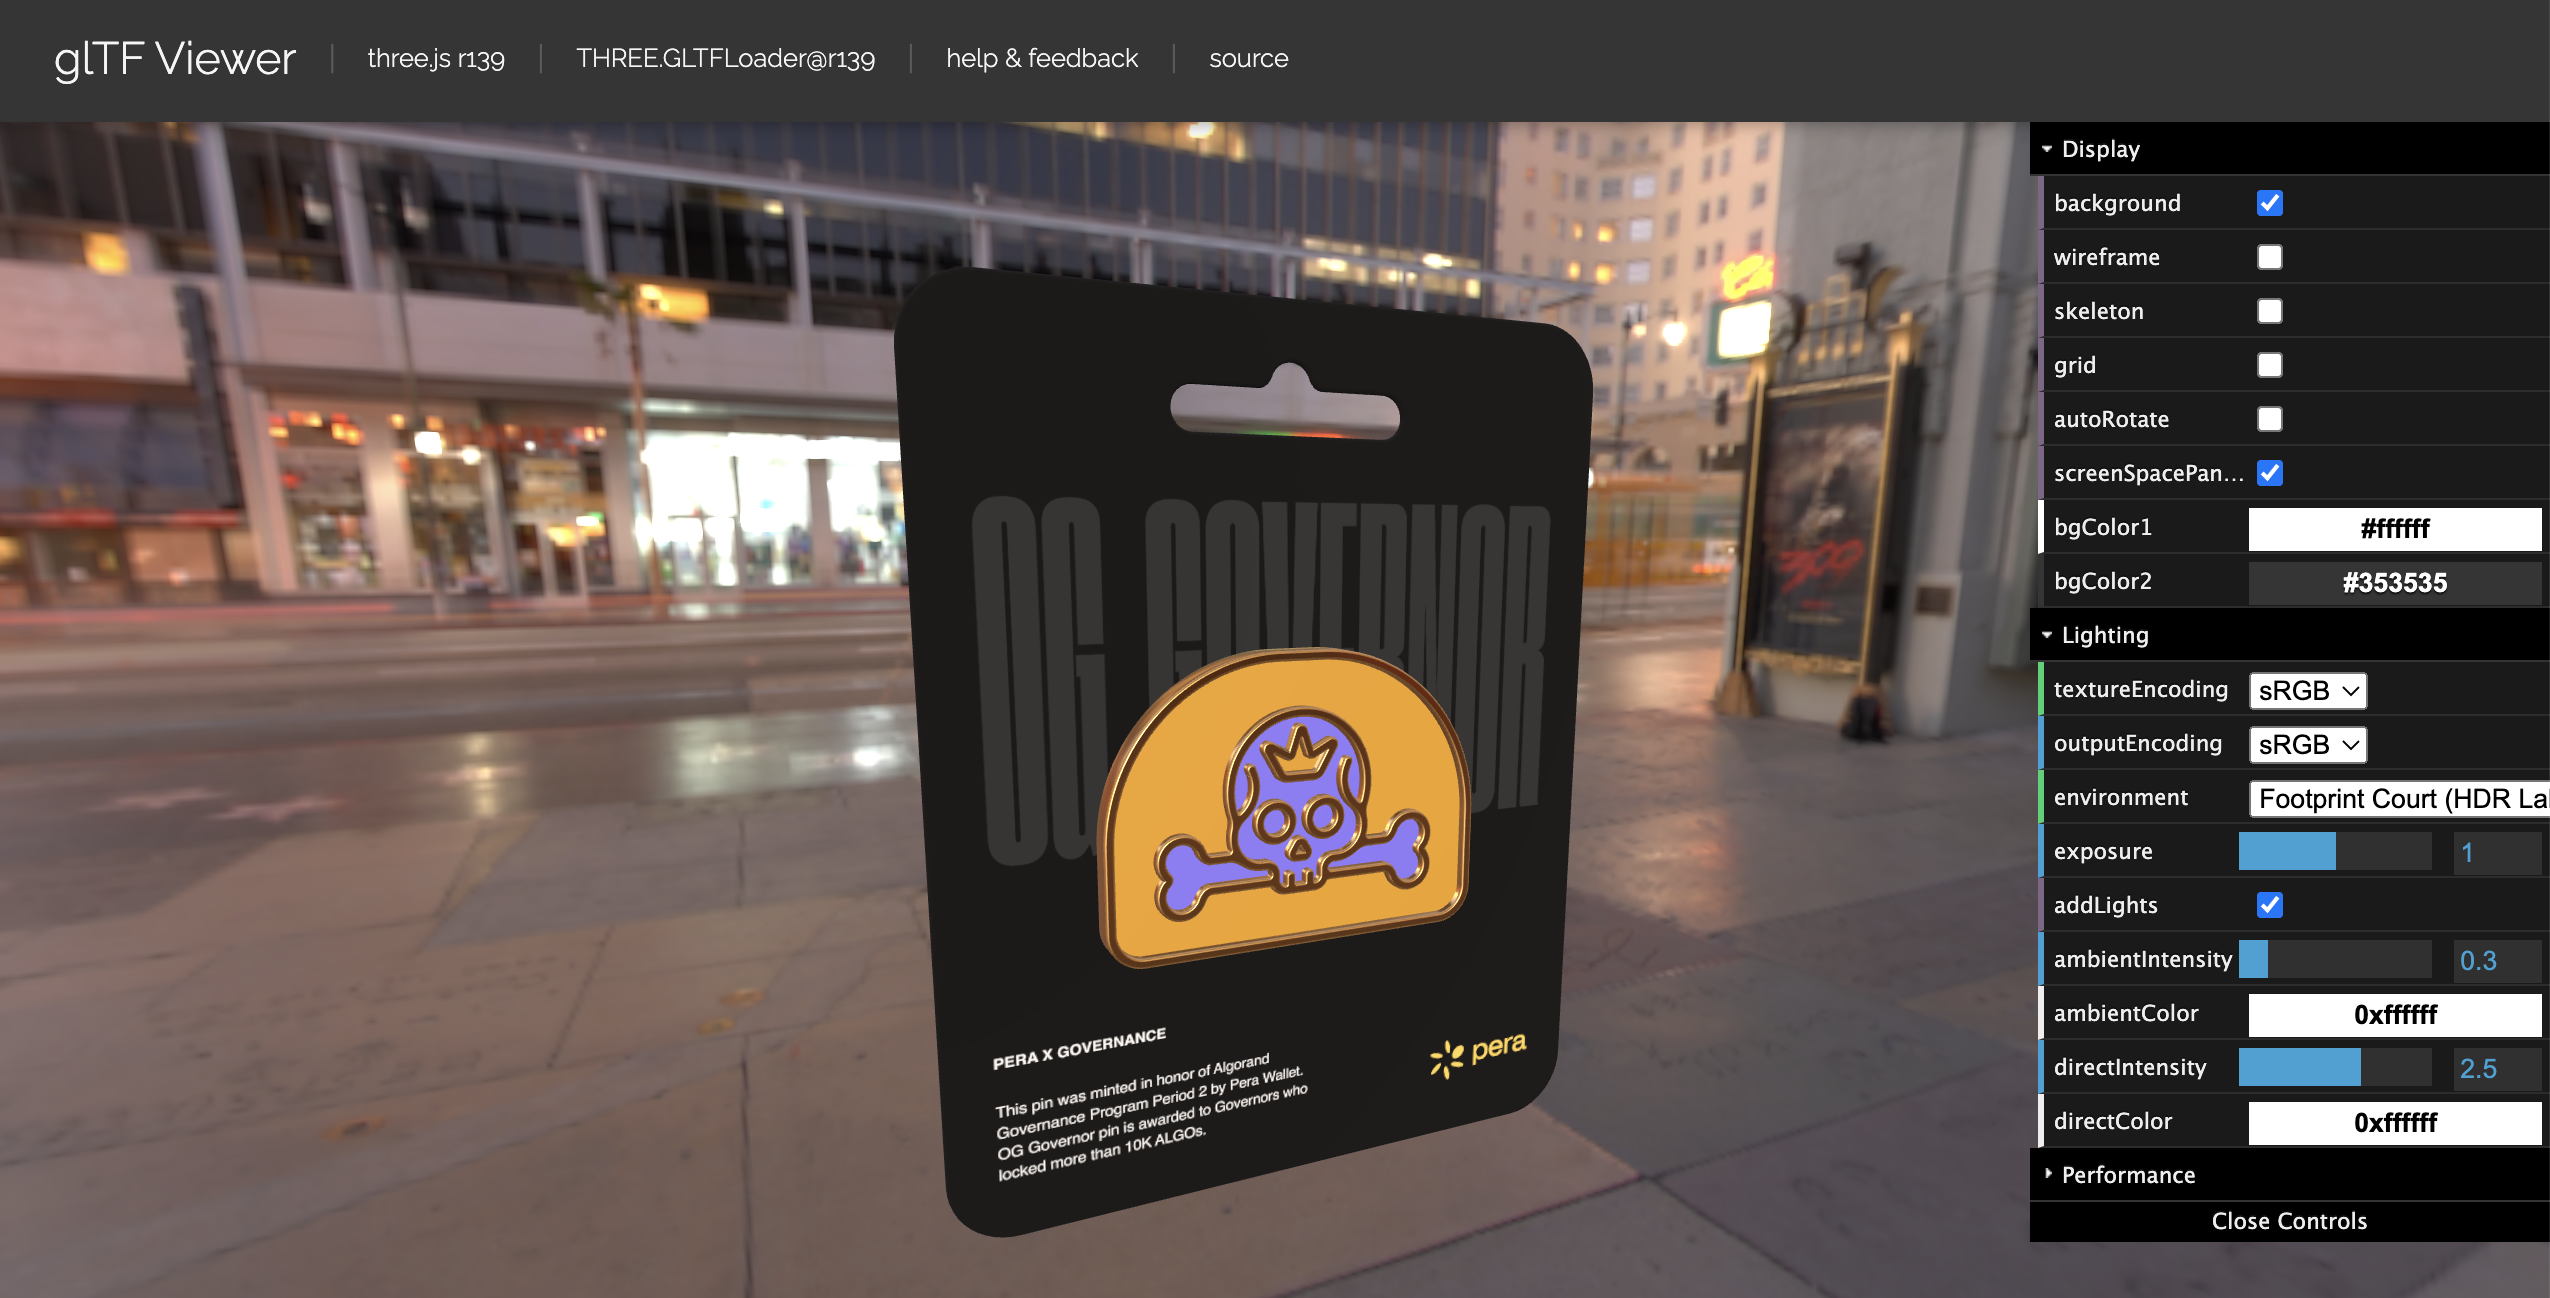 glTF Viewer
three.js r139
THREE.GLTFLoader@r139
help & feedback
source
OG GOVERNOR
PERA X GOVERNANCE
This pin was minted in honor of Algorand
Governance Program Period 2 by Pera Wallet.
OG Governor pin is awarded to Governors who
locked more than 10K ALGOs.
pera
300
Display
background
wireframe
skeleton
grid
autoRotate
screenSpacePan...
bgColor1 #ffffff
bgColor2 #353535
Lighting
textureEncoding sRGB
outputEncoding sRGB
environment Footprint Court (HDR La
exposure 1
addLights
ambientIntensity 0.3
ambientColor 0xffffff
directIntensity 2.5
directColor 0xffffff
Performance
Close Controls